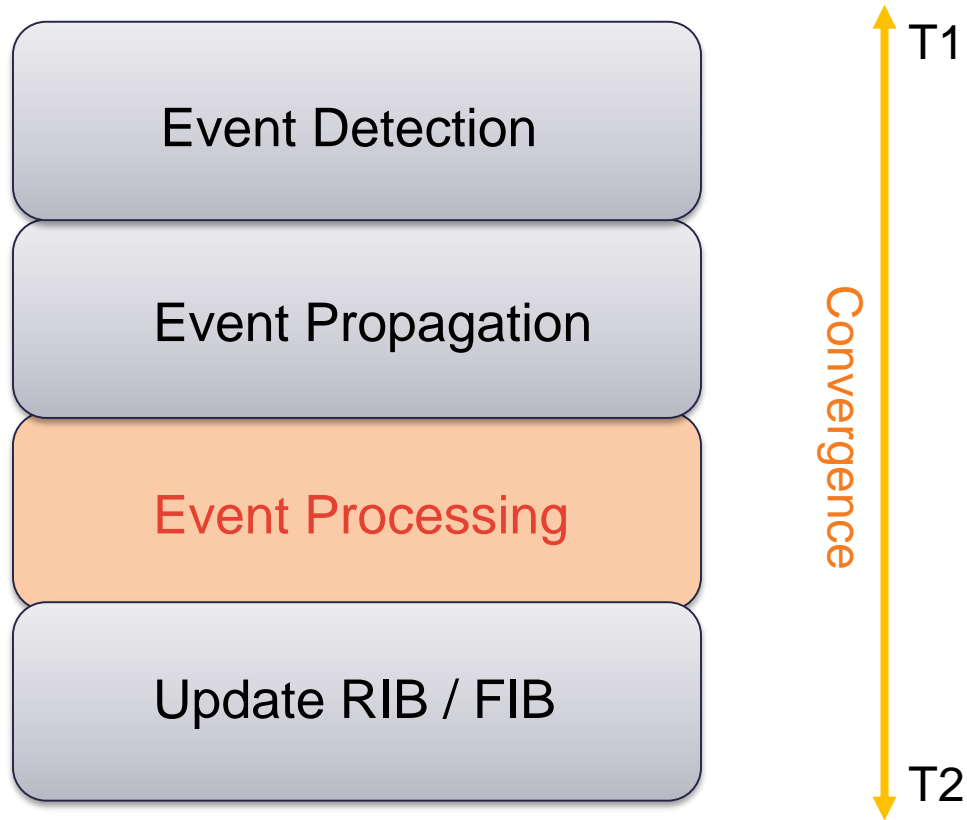 T1
Event Detection
Event Propagation
Convergence
Event Processing
Update RIB / FIB
T2